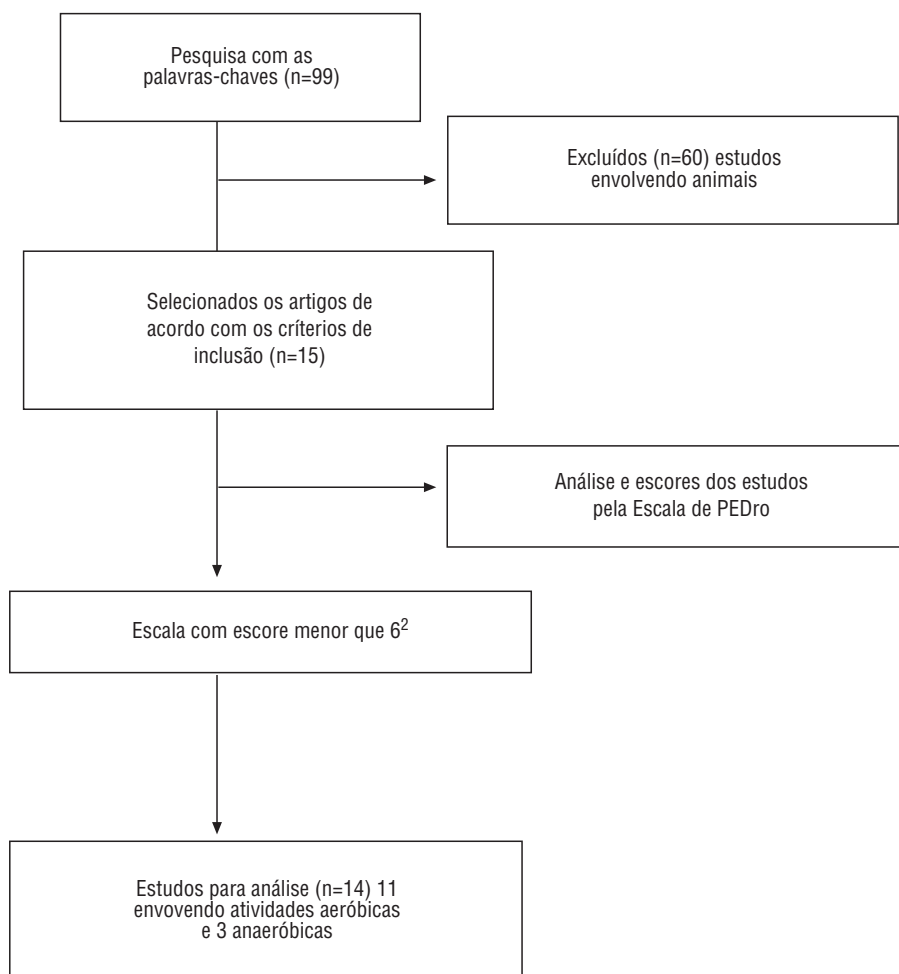 Pesquisa com as
palavras-chaves (n=99)
Excluídos (n=60) estudos
envolvendo animais
Selecionados os artigos de
acordo com os críterios de
inclusão (n=15)
Análise e escores dos estudos
pela Escala de PEDro
Escala com escore menor que 6²
Estudos para análise (n=14) 11
envovendo atividades aeróbicas
e 3 anaeróbicas